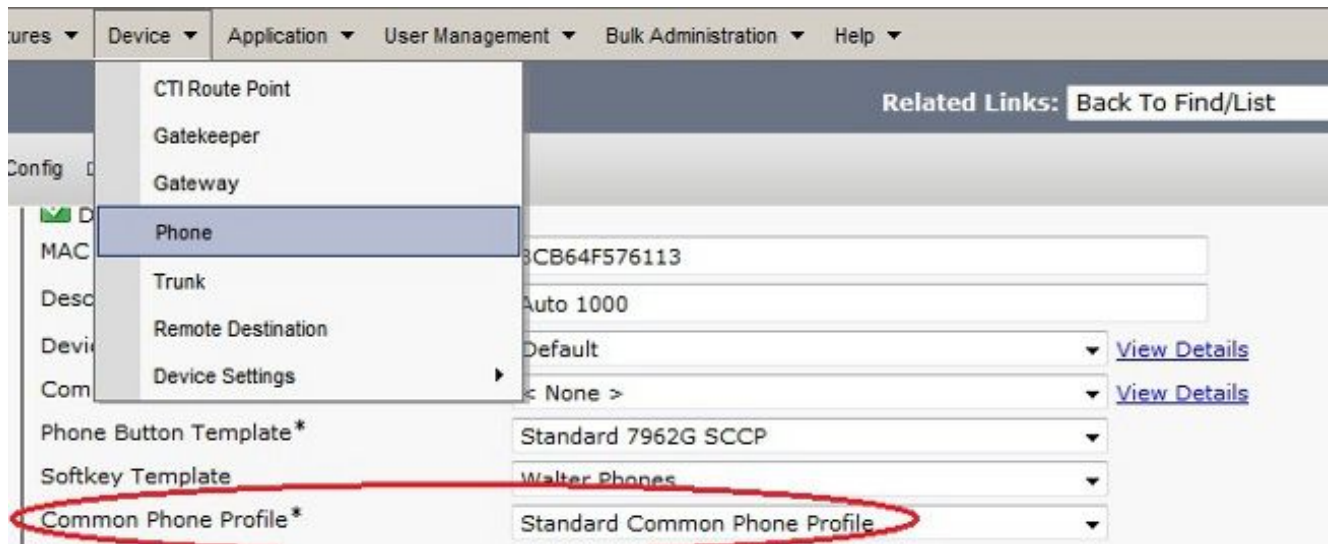 ures Device Application User Management Bulk Administration Help
CTI Route Point
Related Links: Back To Find/List
Gatekeeper
Config D
Gateway
D
Phone
MAC 3CB64F576113
Trunk
Desc Auto 1000
Remote Destination
Devi Default View Details
Device Settings
Com < None > View Details
Phone Button Template* Standard 7962G SCCP
Softkey Template Walter Phones
Common Phone Profile* Standard Common Phone Profile